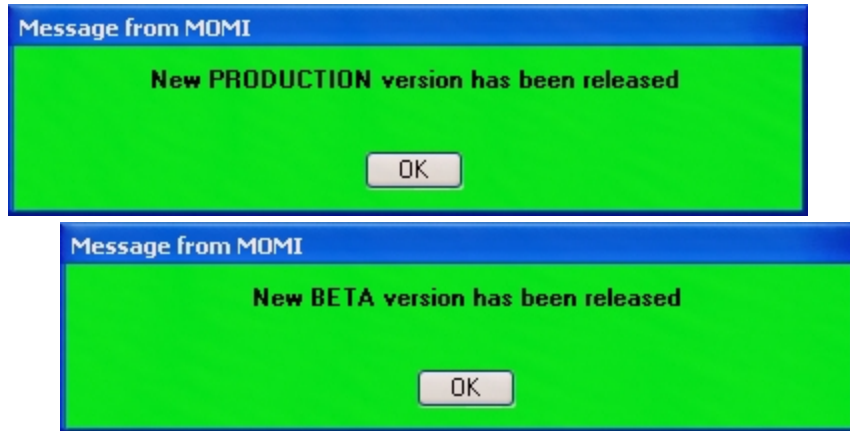 Message from MOMI
New PRODUCTION version has been released
OK
Message from MOMI
New BETA version has been released
OK